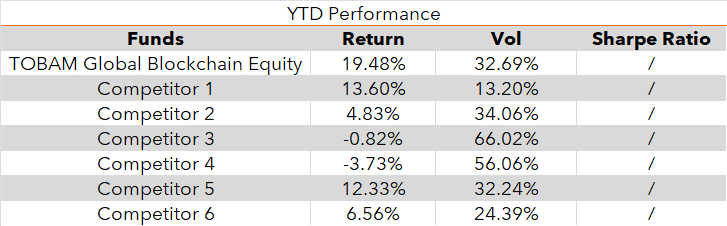 YTD Performance
Funds Return Vol Sharpe Ratio
TOBAM Global Blockchain Equity 19.48% 32.69% /
Competitor 1 13.60% 13.20% /
Competitor 2 4.83% 34.06% /
Competitor 3 -0.82% 66.02% /
Competitor 4 -3.73% 56.06% /
Competitor 5 12.33% 32.24% /
Competitor 6 6.56% 24.39% /